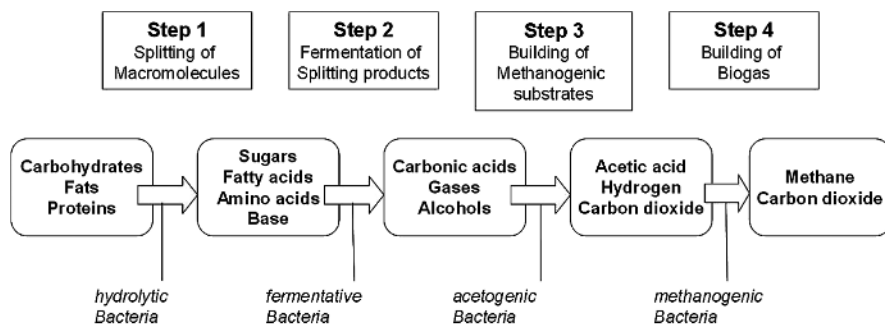 Step 1
Splitting of
Macromolecules
Step 2
Fermentation of
Splitting products
Step 3
Building of
Methanogenic
substrates
Step 4
Building of
Biogas
Carbohydrates
Fats
Proteins
Sugars
Fatty acids
Amino acids
Base
Carbonic acids
Gases
Alcohols
Acetic acid
Hydrogen
Carbon dioxide
Methane
Carbon dioxide
hydrolytic
Bacteria
fermentative
Bacteria
acetogenic
Bacteria
methanogenic
Bacteria